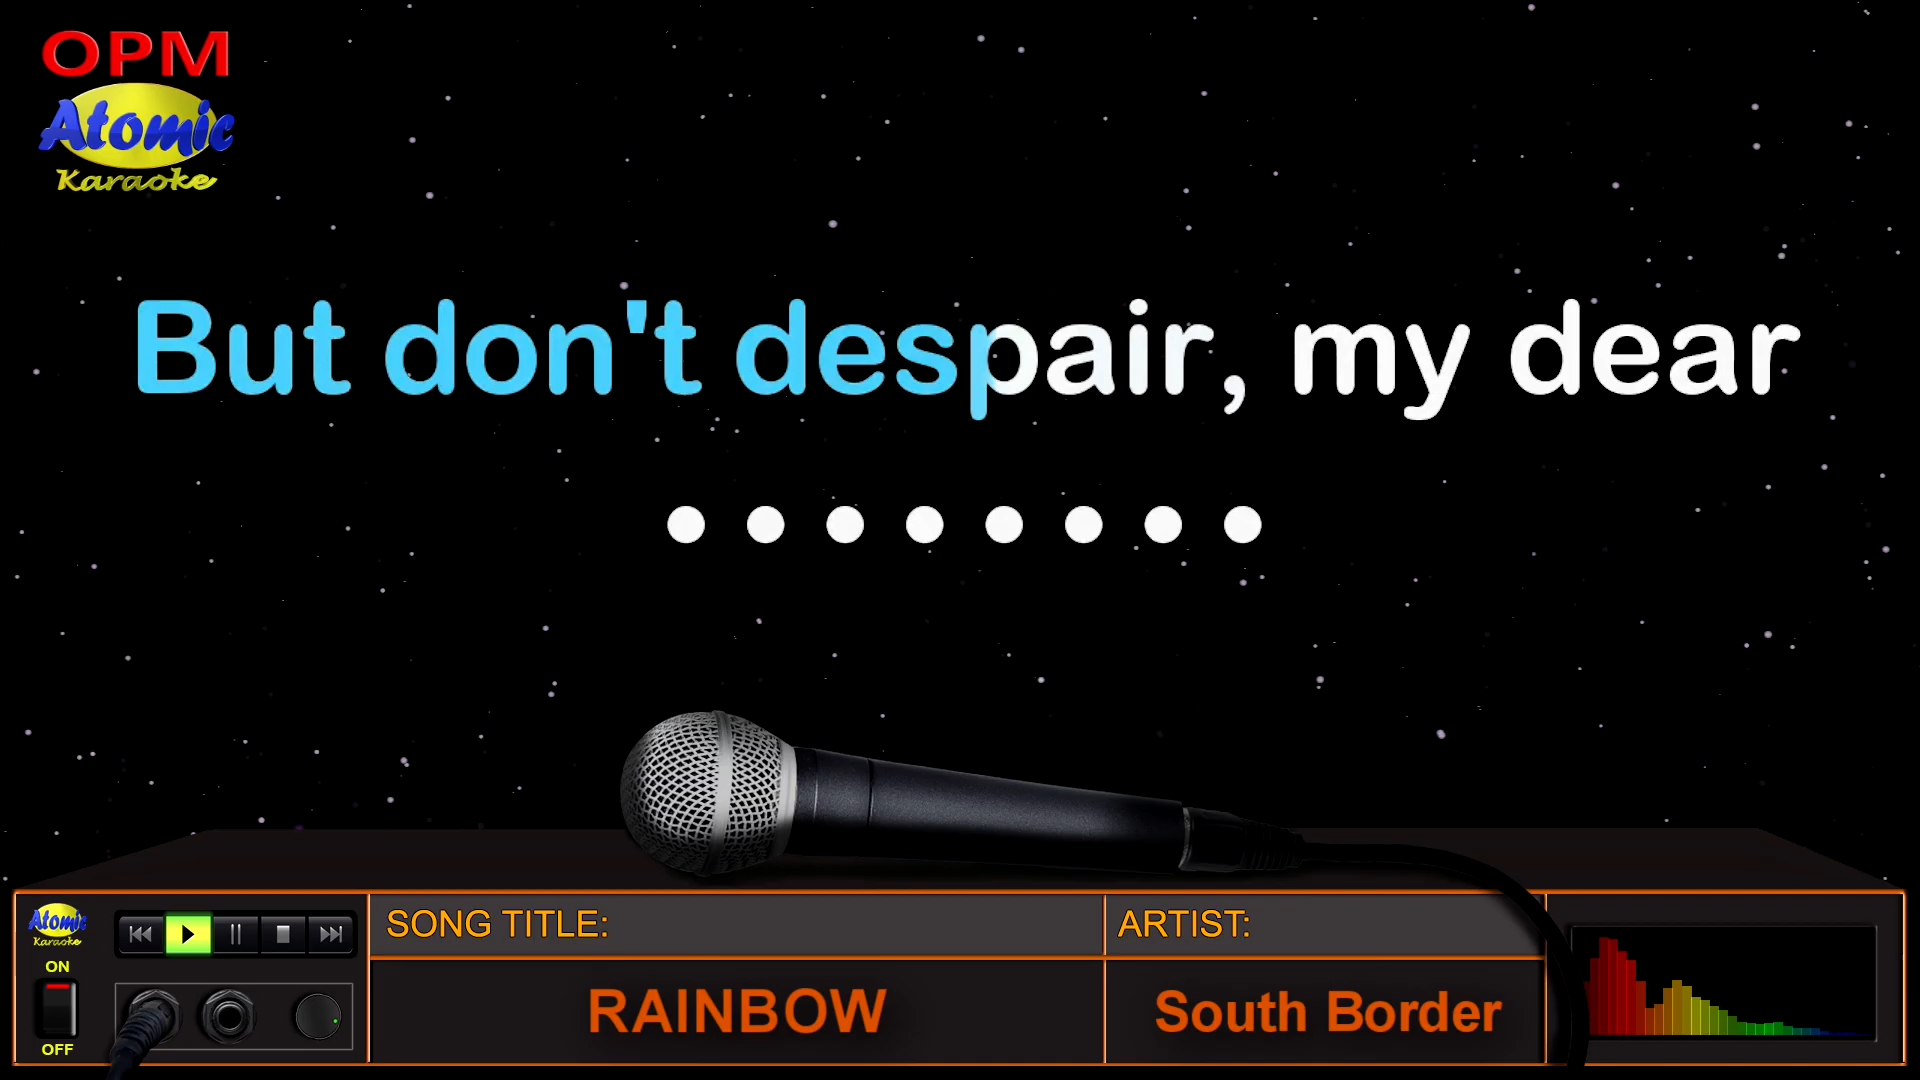 OPM
Atomic
Karaoke
But don't despair, my dear
Atomic
Karaoke
ON
OFF
SONG TITLE:
RAINBOW
ARTIST:
South Border